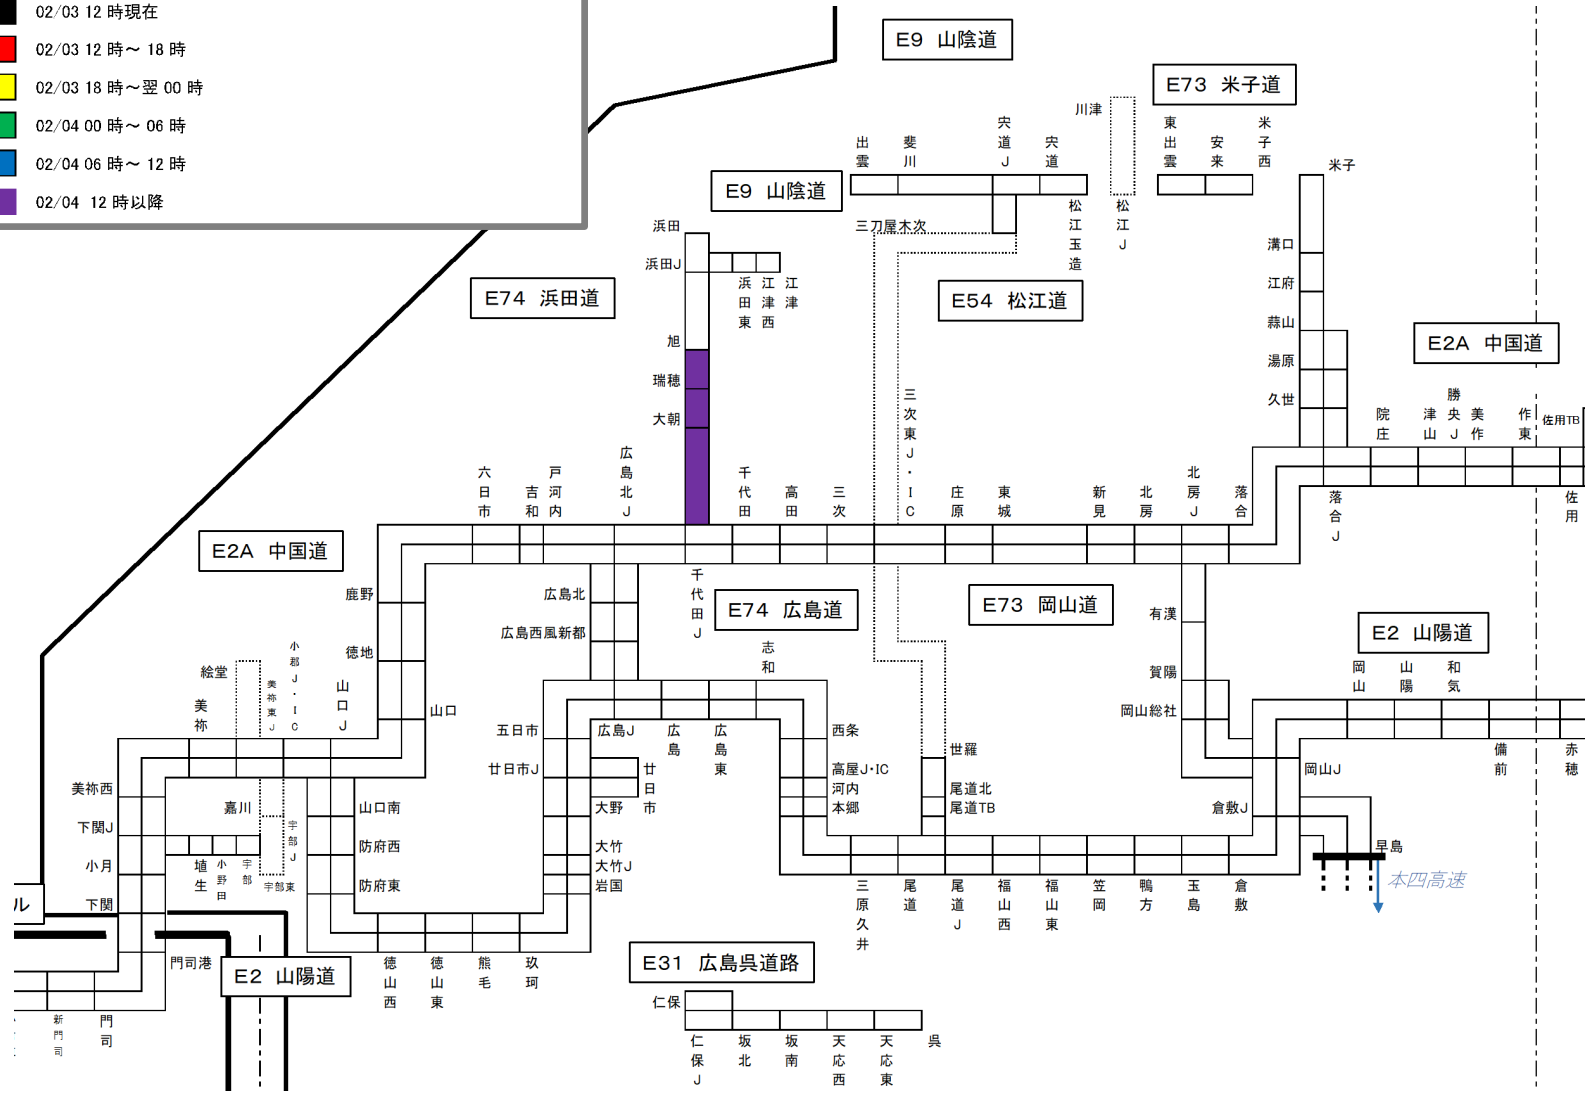 02/03 12 時現在
02/03 12 時～ 18 時
02/03 18 時～翌 00 時
02/04 00 時～ 06 時
02/04 06 時～ 12 時
02/04 12 時以降
E9 山陰道
E73 米子道
川津
出雲
斐川
宍道J
宍道
東出雲
安来
米子西
米子
E9 山陰道
三刀屋木次
松江玉造
松江J
浜田
浜田J
浜田東
江津西
江津
溝口
江府
蒜山
湯原
久世
E74 浜田道
E54 松江道
E2A 中国道
旭
瑞穂
大朝
三次東J・IC
院庄
津山
勝央J
美作
作東
佐用TB
佐用
六日市
吉和
戸河内
広島北J
千代田
高田
三次
庄原
東城
新見
北房
北房J
落合
落合J
E2A 中国道
千代田J
E74 広島道
E73 岡山道
E2 山陽道
鹿野
徳地
広島北
広島西風新都
志和
有漢
賀陽
岡山総社
岡山
山陽
和気
備前
赤穂
絵堂
美祢
美祢東J
小郡J・IC
山口J
山口
五日市
廿日市J
広島J
広島
広島東
廿日市
西条
高屋J・IC
河内
本郷
世羅
尾道北
尾道TB
岡山J
倉敷J
早島
本四高速
美祢西
下関J
小月
下関
嘉川
埴生
小野田
宇部
宇部J
宇部東
山口南
防府西
防府東
大野
大竹
大竹J
岩国
三原久井
尾道
尾道J
福山西
福山東
笠岡
鴨方
玉島
倉敷
ル
門司港
E2 山陽道
徳山西
徳山東
熊毛
玖珂
E31 広島呉道路
新門司
門司
仁保
仁保J
坂北
坂南
天応西
天応東
呉